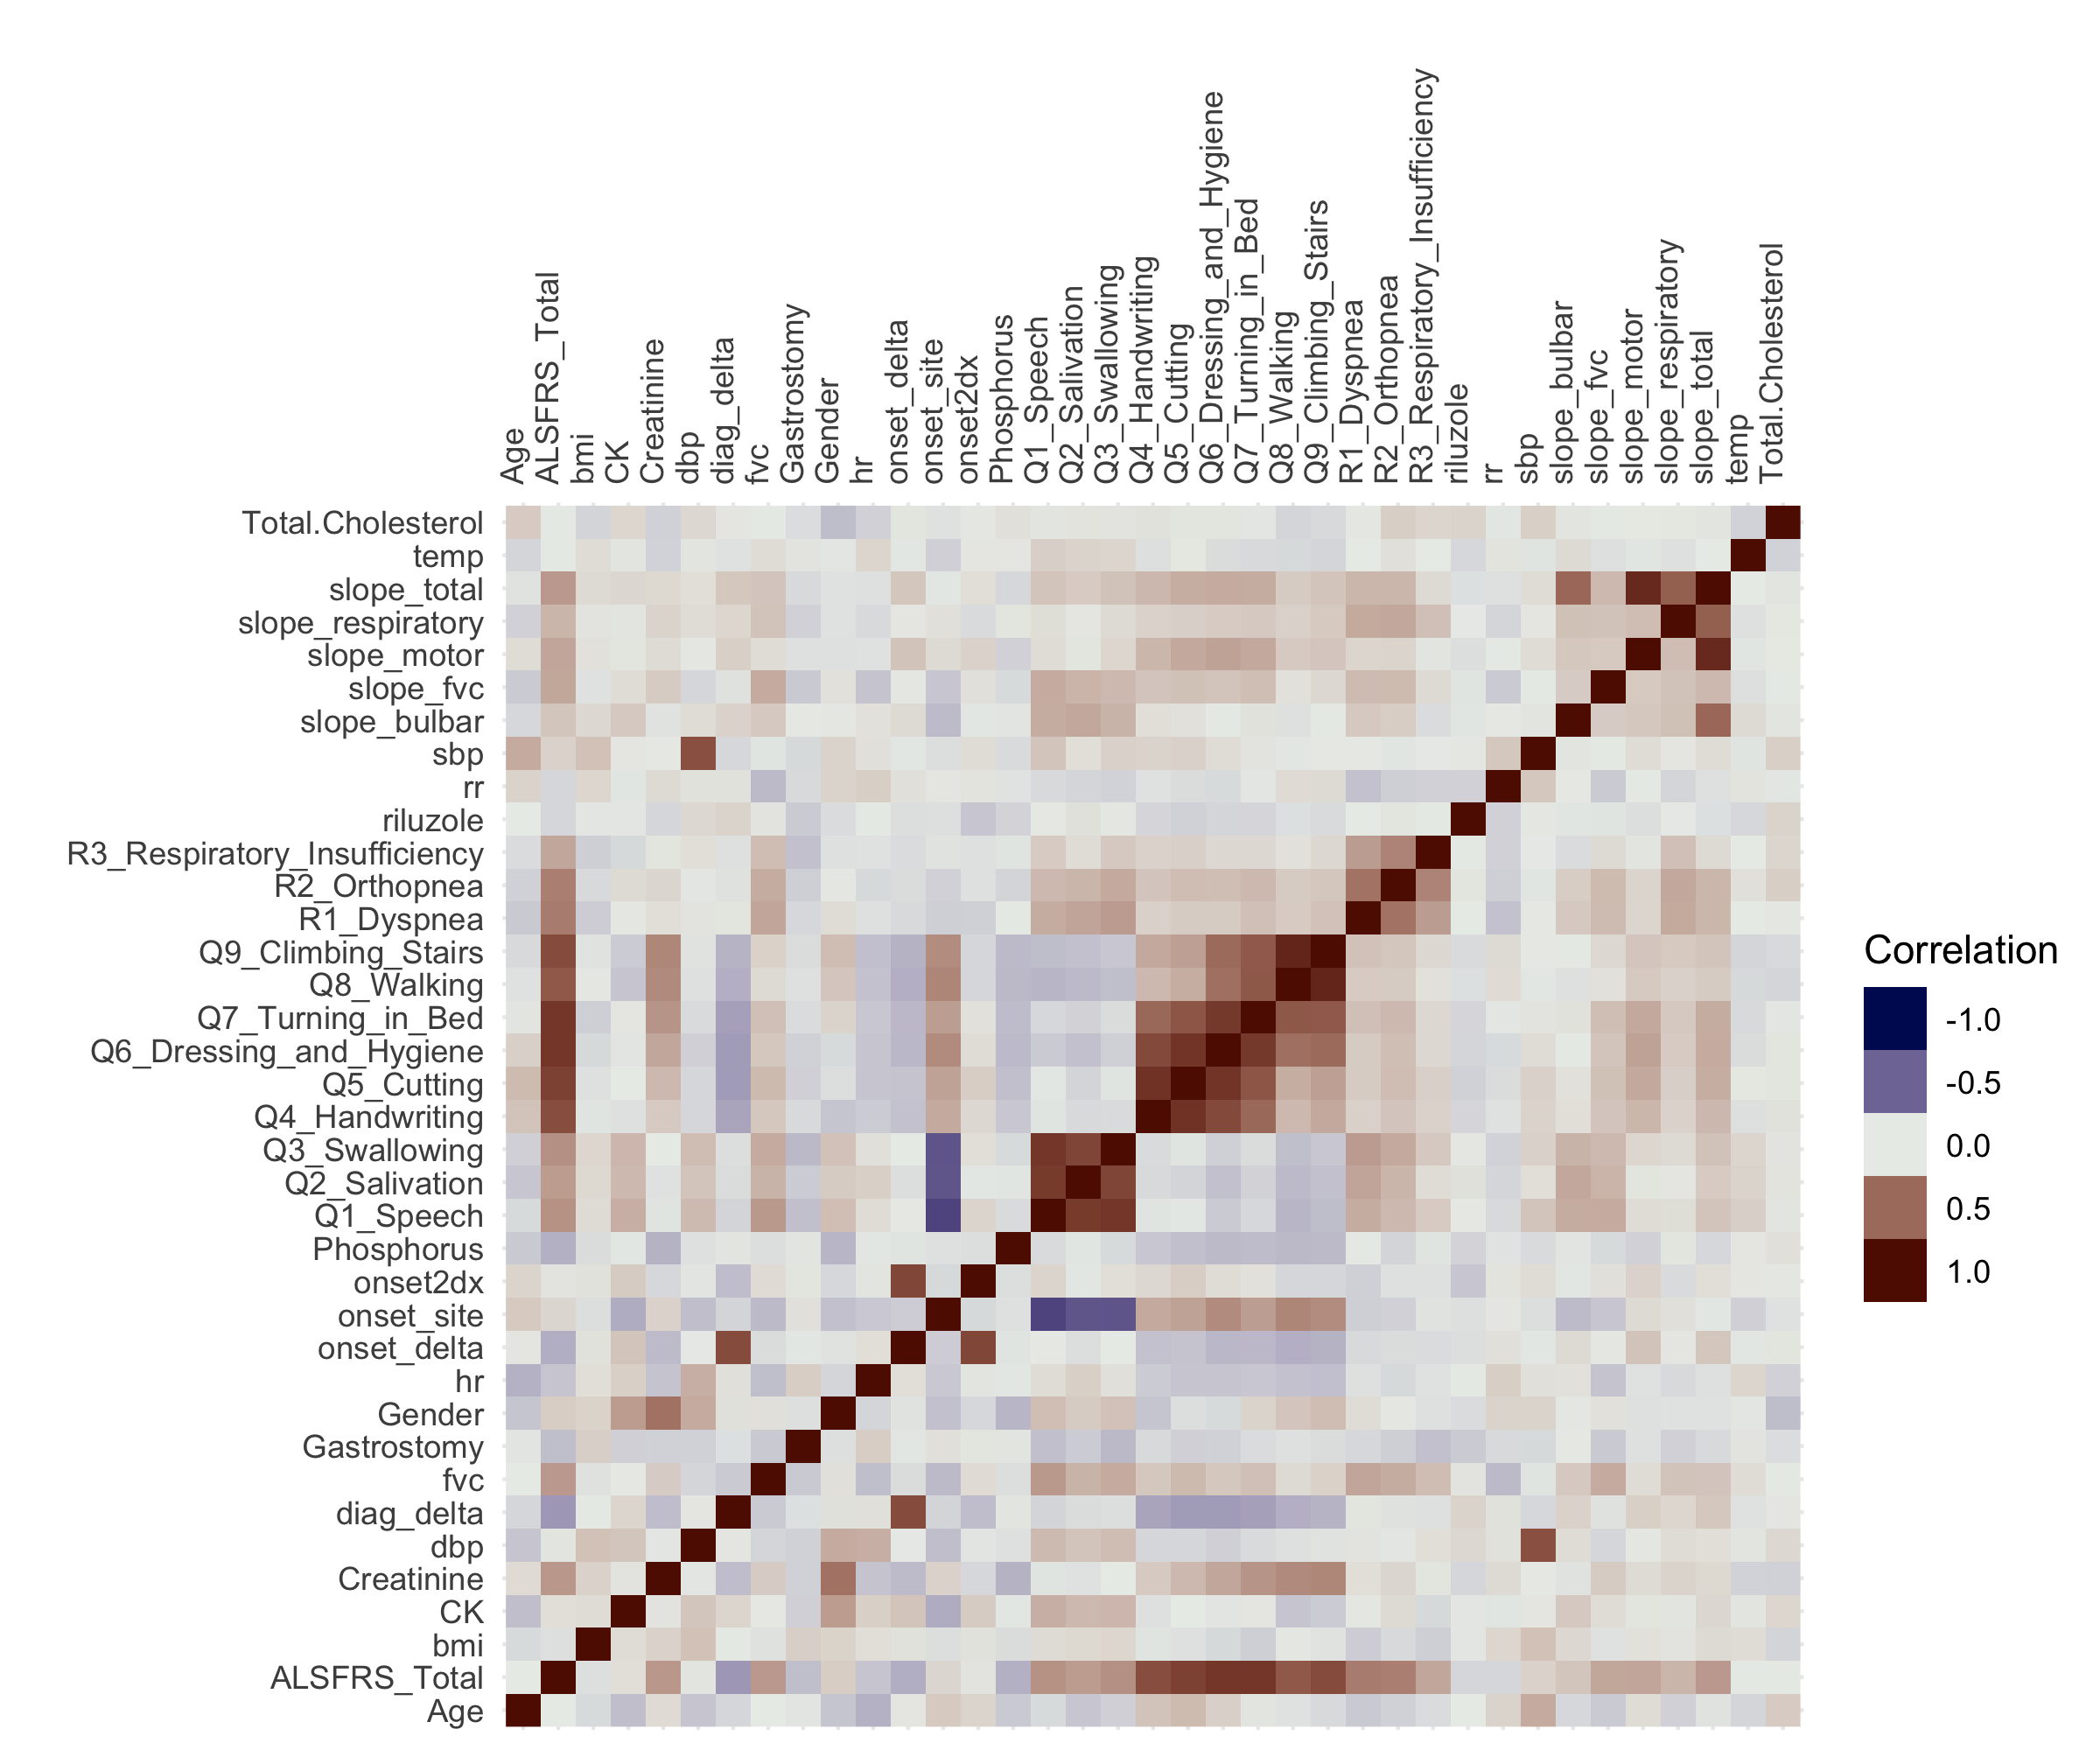 Age
ALSFRS_Total
bmi
CK
Creatinine
dbp
diag_delta
fvc
Gastrostomy
Gender
hr
onset_delta
onset_site
onset2dx
Phosphorus
Q1_Speech
Q2_Salivation
Q3_Swallowing
Q4_Handwriting
Q5_Cutting
Q6_Dressing_and_Hygiene
Q7_Turning_in_Bed
Q8_Walking
Q9_Climbing_Stairs
R1_Dyspnea
R2_Orthopnea
R3_Respiratory_Insufficiency
riluzole
rr
sbp
slope_bulbar
slope_fvc
slope_motor
slope_respiratory
slope_total
temp
Total.Cholesterol
Total.Cholesterol
temp
slope_total
slope_respiratory
slope_motor
slope_fvc
slope_bulbar
sbp
rr
riluzole
R3_Respiratory_Insufficiency
R2_Orthopnea
R1_Dyspnea
Q9_Climbing_Stairs
Q8_Walking
Q7_Turning_in_Bed
Q6_Dressing_and_Hygiene
Q5_Cutting
Q4_Handwriting
Q3_Swallowing
Q2_Salivation
Q1_Speech
Phosphorus
onset2dx
onset_site
onset_delta
hr
Gender
Gastrostomy
fvc
diag_delta
dbp
Creatinine
CK
bmi
ALSFRS_Total
Age
Correlation
-1.0
-0.5
0.0
0.5
1.0